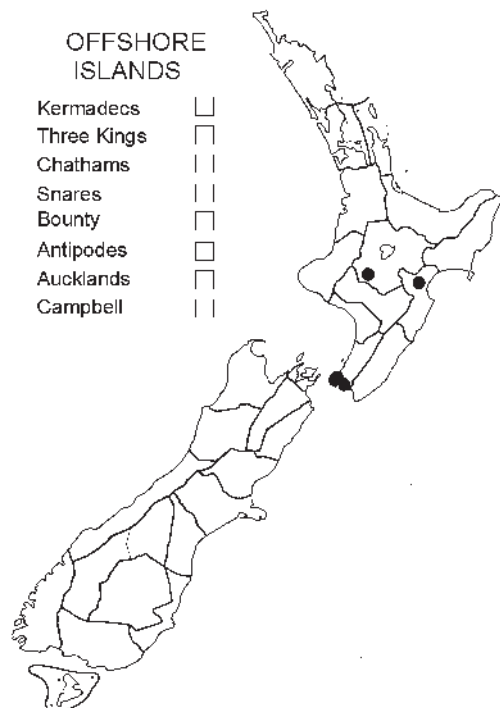 OFFSHORE
ISLANDS
Kermadecs
Three Kings
Chathams
Snares
Bounty
Antipodes
Aucklands
Campbell